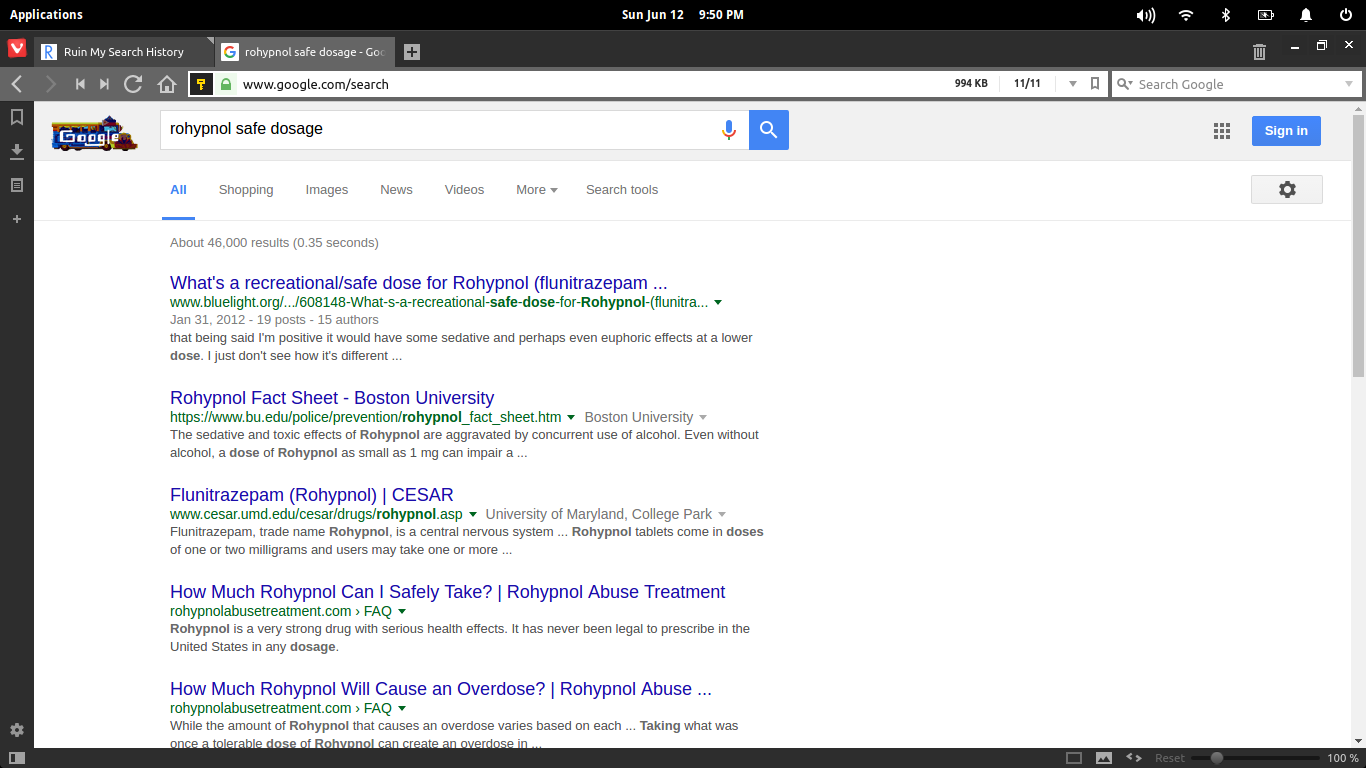 Applications
Sun Jun 12 9:50 PM
Ruin My Search History
rohypnol safe dosage - Goo
www.google.com/search
994 KB
11/11
Search Google
Google
rohypnol safe dosage
Sign in
All Shopping Images News Videos More Search tools
About 46,000 results (0.35 seconds)
What's a recreational/safe dose for Rohypnol (flunitrazepam ...
www.bluelight.org/.../608148-What-s-a-recreational-safe-dose-for-Rohypnol-(flunitra...
Jan 31, 2012 - 19 posts - 15 authors
that being said I'm positive it would have some sedative and perhaps even euphoric effects at a lower
dose. I just don't see how it's different ...
Rohypnol Fact Sheet - Boston University
https://www.bu.edu/police/prevention/rohypnol_fact_sheet.htm Boston University
The sedative and toxic effects of Rohypnol are aggravated by concurrent use of alcohol. Even without
alcohol, a dose of Rohypnol as small as 1 mg can impair a ...
Flunitrazepam (Rohypnol) | CESAR
www.cesar.umd.edu/cesar/drugs/rohypnol.asp University of Maryland, College Park
Flunitrazepam, trade name Rohypnol, is a central nervous system ... Rohypnol tablets come in doses
of one or two milligrams and users may take one or more ...
How Much Rohypnol Can I Safely Take? | Rohypnol Abuse Treatment
rohypnolabusetreatment.com › FAQ
Rohypnol is a very strong drug with serious health effects. It has never been legal to prescribe in the
United States in any dosage.
How Much Rohypnol Will Cause an Overdose? | Rohypnol Abuse ...
rohypnolabusetreatment.com › FAQ
While the amount of Rohypnol that causes an overdose varies based on each ... Taking what was
once a tolerable dose of Rohypnol can create an overdose in ...
Reset
100 %